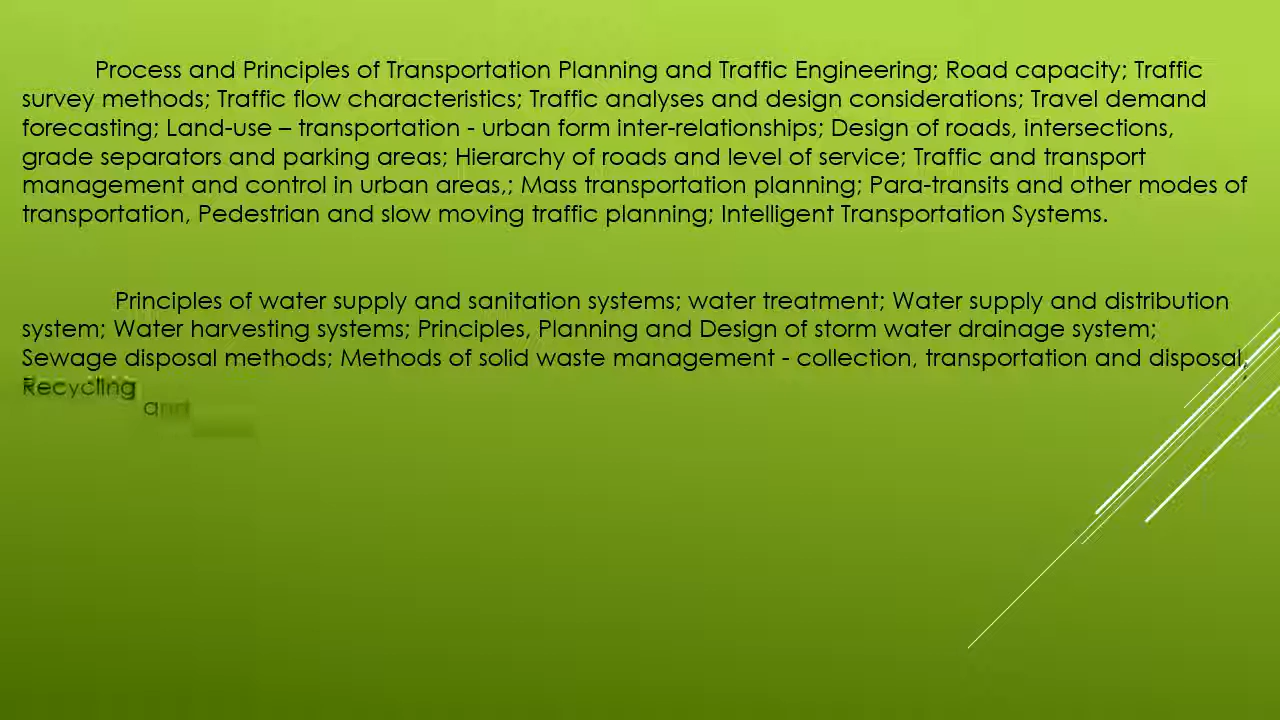 Process and Principles of Transportation Planning and Traffic Engineering; Road capacity; Traffic
survey methods; Traffic flow characteristics; Traffic analyses and design considerations; Travel demand
forecasting; Land-use – transportation - urban form inter-relationships; Design of roads, intersections,
grade separators and parking areas; Hierarchy of roads and level of service; Traffic and transport
management and control in urban areas,; Mass transportation planning; Para-transits and other modes of
transportation, Pedestrian and slow moving traffic planning; Intelligent Transportation Systems.
Principles of water supply and sanitation systems; water treatment; Water supply and distribution
system; Water harvesting systems; Principles, Planning and Design of storm water drainage system;
Sewage disposal methods; Methods of solid waste management - collection, transportation and disposal;
Recycling
and